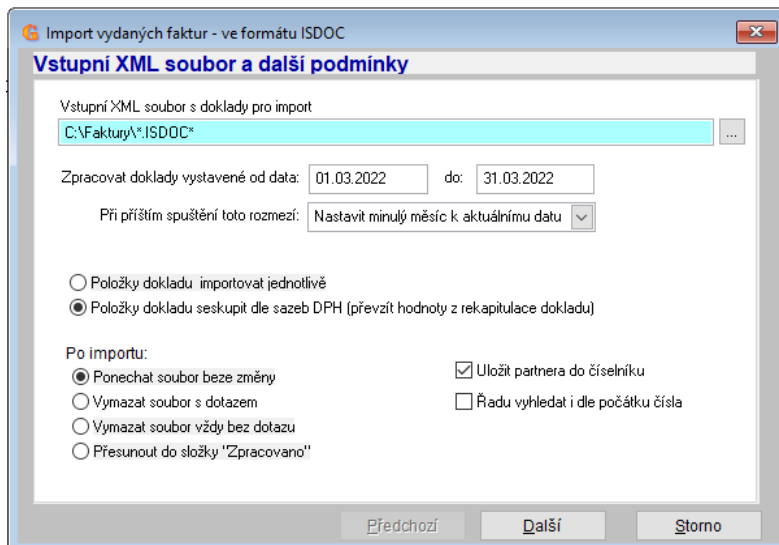 Import vydaných faktur - ve formátu ISDOC
Vstupní XML soubor a další podmínky
Vstupní XML soubor s doklady pro import
C:\Faktury\*.ISDOC*
...
Zpracovat doklady vystavené od data: 01.03.2022 do: 31.03.2022
Při příštím spuštění toto rozmezí: Nastavit minulý měsíc k aktuálnímu datu
Položky dokladu importovat jednotlivě
Položky dokladu seskupit dle sazeb DPH (převzít hodnoty z rekapitulace dokladu)
Po importu:
Ponechat soubor beze změny
Uložit partnera do číselníku
Vymazat soubor s dotazem
Řadu vyhledat i dle počátku čísla
Vymazat soubor vždy bez dotazu
Přesunout do složky "Zpracovano"
Předchozí
Další
Storno